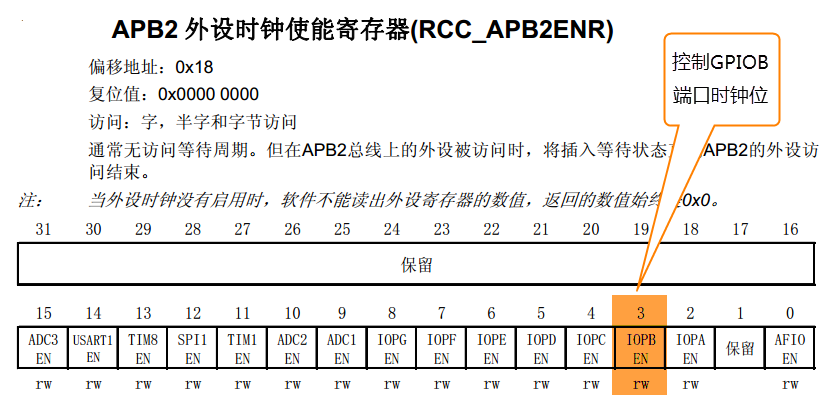 APB2 外设时钟使能寄存器(RCC_APB2ENR)
控制GPIOB
端口时钟位
偏移地址：0x18
复位值：0x0000 0000
访问：字，半字和字节访问
通常无访问等待周期。但在APB2总线上的外设被访问时，将插入等待状态 APB2的外设访
问结束。
注： 当外设时钟没有启用时，软件不能读出外设寄存器的数值，返回的数值始 0x0。
31 30 29 28 27 26 25 24 23 22 21 20 19 18 17 16
保留
15 14 13 12 11 10 9 8 7 6 5 4 3 2 1 0
ADC3 USART1 TIM8 SPI1 TIM1 ADC2 ADC1 IOPG IOPF IOPE IOPD IOPC IOPB IOPA 保留 AFIO
EN EN EN EN EN EN EN EN EN EN EN EN EN EN EN
rw rw rw rw rw rw rw rw rw rw rw rw rw rw rw